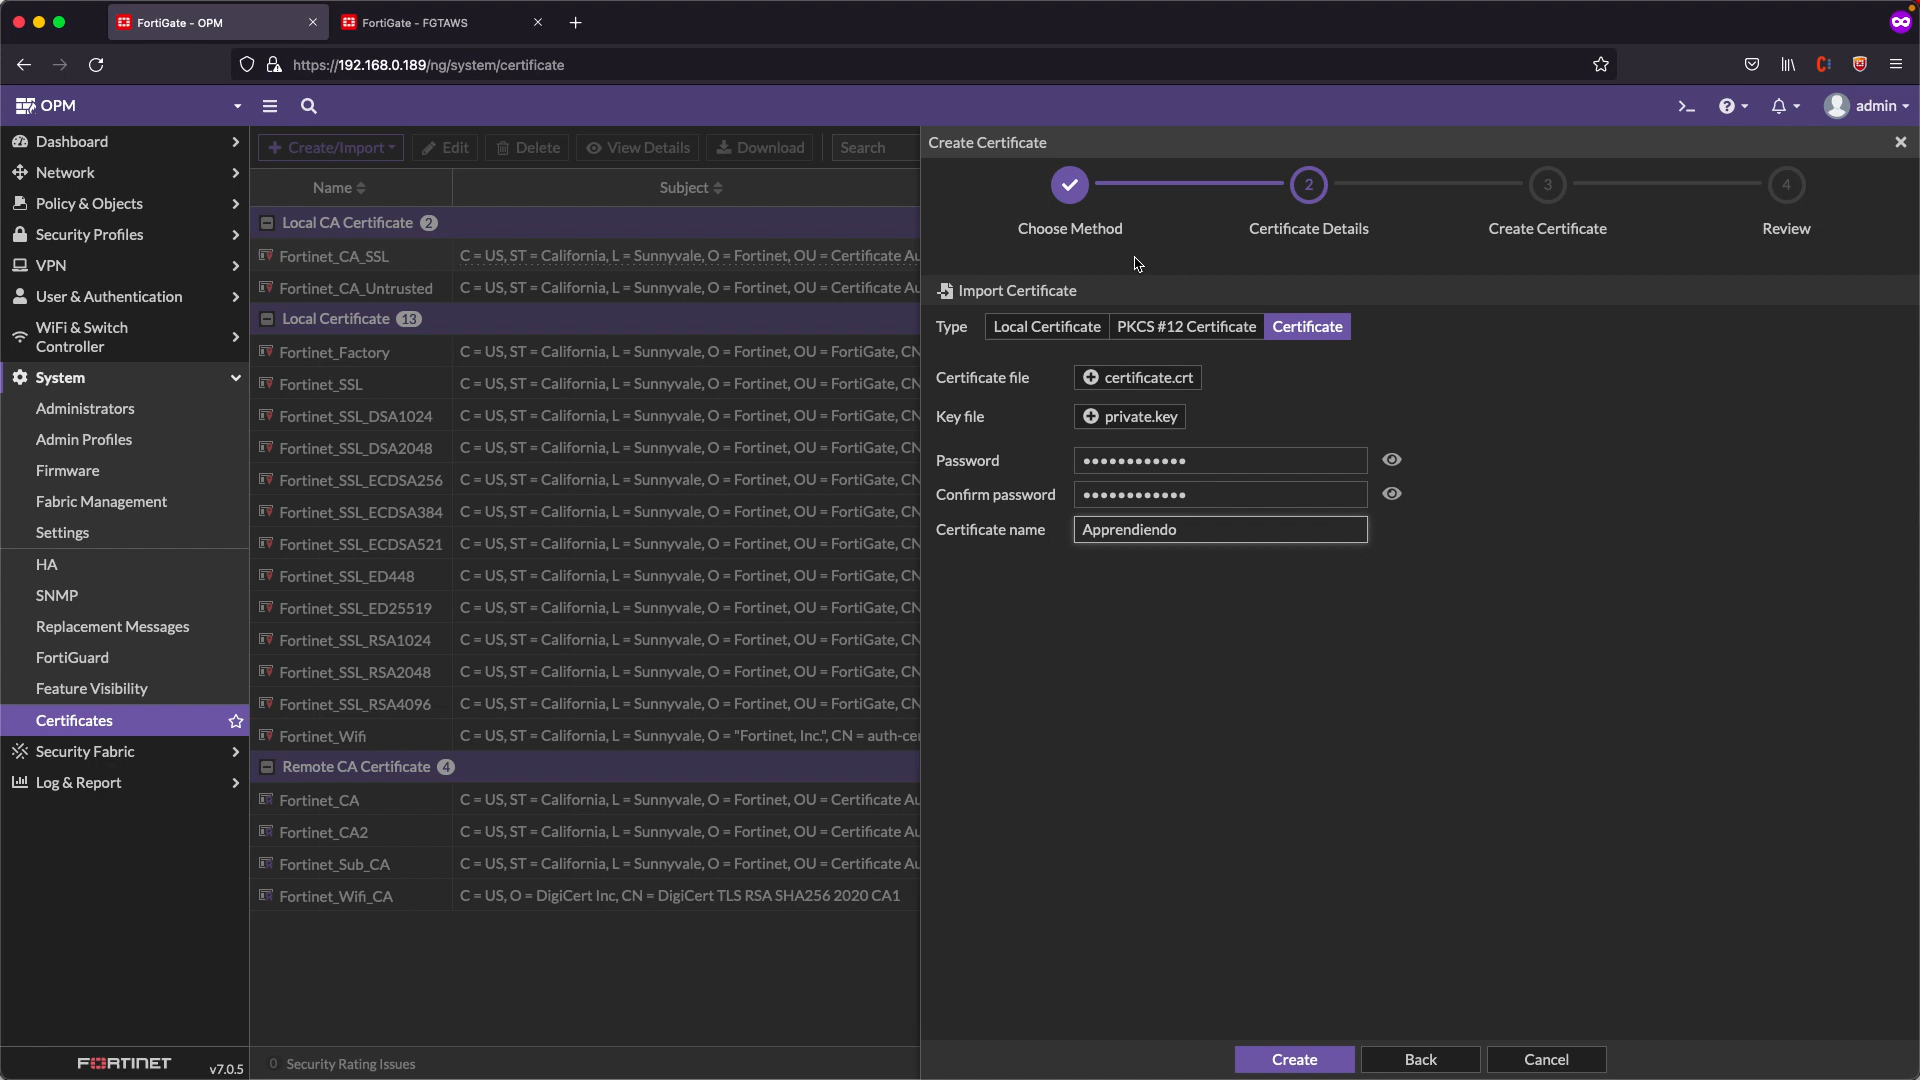 FortiGate - OPM
FortiGate - FGTAWS
https://192.168.0.189/ng/system/certificate
OPM
admin
Dashboard
Network
Policy & Objects
Security Profiles
VPN
User & Authentication
WiFi & Switch
Controller
System
Administrators
Admin Profiles
Firmware
Fabric Management
Settings
HA
SNMP
Replacement Messages
FortiGuard
Feature Visibility
Certificates
Security Fabric
Log & Report
FORTINET
v7.0.5
Create/Import
Edit
Delete
View Details
Download
Search
Name
Subject
Local CA Certificate 2
Fortinet_CA_SSL C = US, ST = California, L = Sunnyvale, O = Fortinet, OU = Certificate Au
Fortinet_CA_Untrusted C = US, ST = California, L = Sunnyvale, O = Fortinet, OU = Certificate Au
Local Certificate 13
Fortinet_Factory C = US, ST = California, L = Sunnyvale, O = Fortinet, OU = FortiGate, CN
Fortinet_SSL C = US, ST = California, L = Sunnyvale, O = Fortinet, OU = FortiGate, CN
Fortinet_SSL_DSA1024 C = US, ST = California, L = Sunnyvale, O = Fortinet, OU = FortiGate, CN
Fortinet_SSL_DSA2048 C = US, ST = California, L = Sunnyvale, O = Fortinet, OU = FortiGate, CN
Fortinet_SSL_ECDSA256 C = US, ST = California, L = Sunnyvale, O = Fortinet, OU = FortiGate, CN
Fortinet_SSL_ECDSA384 C = US, ST = California, L = Sunnyvale, O = Fortinet, OU = FortiGate, CN
Fortinet_SSL_ECDSA521 C = US, ST = California, L = Sunnyvale, O = Fortinet, OU = FortiGate, CN
Fortinet_SSL_ED448 C = US, ST = California, L = Sunnyvale, O = Fortinet, OU = FortiGate, CN
Fortinet_SSL_ED25519 C = US, ST = California, L = Sunnyvale, O = Fortinet, OU = FortiGate, CN
Fortinet_SSL_RSA1024 C = US, ST = California, L = Sunnyvale, O = Fortinet, OU = FortiGate, CN
Fortinet_SSL_RSA2048 C = US, ST = California, L = Sunnyvale, O = Fortinet, OU = FortiGate, CN
Fortinet_SSL_RSA4096 C = US, ST = California, L = Sunnyvale, O = Fortinet, OU = FortiGate, CN
Fortinet_Wifi C = US, ST = California, L = Sunnyvale, O = "Fortinet, Inc.", CN = auth-cer
Remote CA Certificate 4
Fortinet_CA C = US, ST = California, L = Sunnyvale, O = Fortinet, OU = Certificate Au
Fortinet_CA2 C = US, ST = California, L = Sunnyvale, O = Fortinet, OU = Certificate Au
Fortinet_Sub_CA C = US, ST = California, L = Sunnyvale, O = Fortinet, OU = Certificate Au
Fortinet_Wifi_CA C = US, O = DigiCert Inc, CN = DigiCert TLS RSA SHA256 2020 CA1
0 Security Rating Issues
Create Certificate
2
3
4
Choose Method
Certificate Details
Create Certificate
Review
Import Certificate
Type Local Certificate PKCS #12 Certificate Certificate
Certificate file certificate.crt
Key file private.key
Password ••••••••••••
Confirm password ••••••••••••
Certificate name Apprendiendo
Create
Back
Cancel